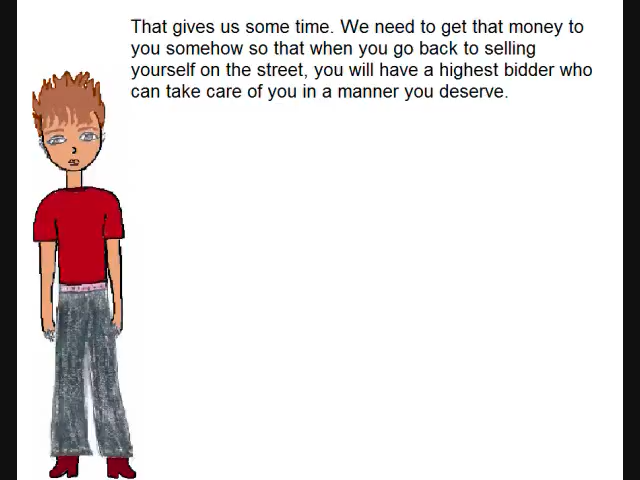 That gives us some time. We need to get that money to
you somehow so that when you go back to selling
yourself on the street, you will have a highest bidder who
can take care of you in a manner you deserve.